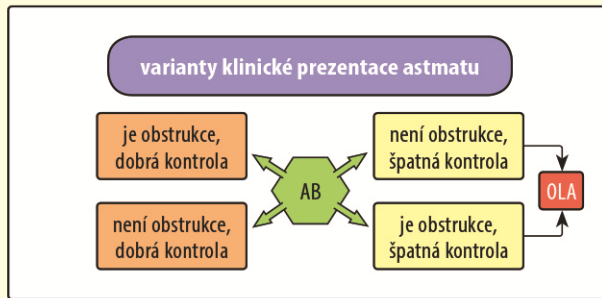 varianty klinické prezentace astmatu
je obstrukce,
dobrá kontrola
není obstrukce,
špatná kontrola
AB
OLA
není obstrukce,
dobrá kontrola
je obstrukce,
špatná kontrola